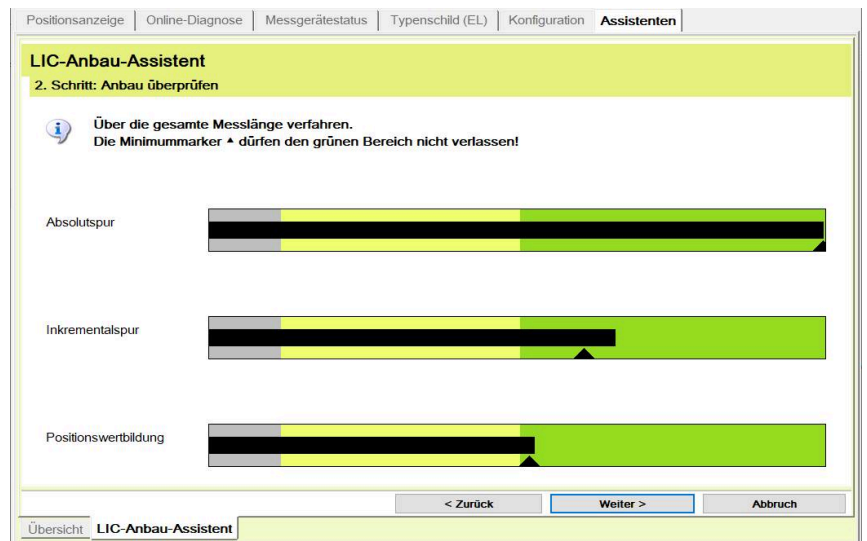 Positionsanzeige Online-Diagnose Messgerätestatus Typenschild (EL) Konfiguration Assistenten
LIC-Anbau-Assistent
2. Schritt: Anbau überprüfen
Über die gesamte Messlänge verfahren.
Die Minimummarker ▲ dürfen den grünen Bereich nicht verlassen!
Absolutspur
Inkrementalspur
Positionswertbildung
< Zurück Weiter > Abbruch
Übersicht LIC-Anbau-Assistent